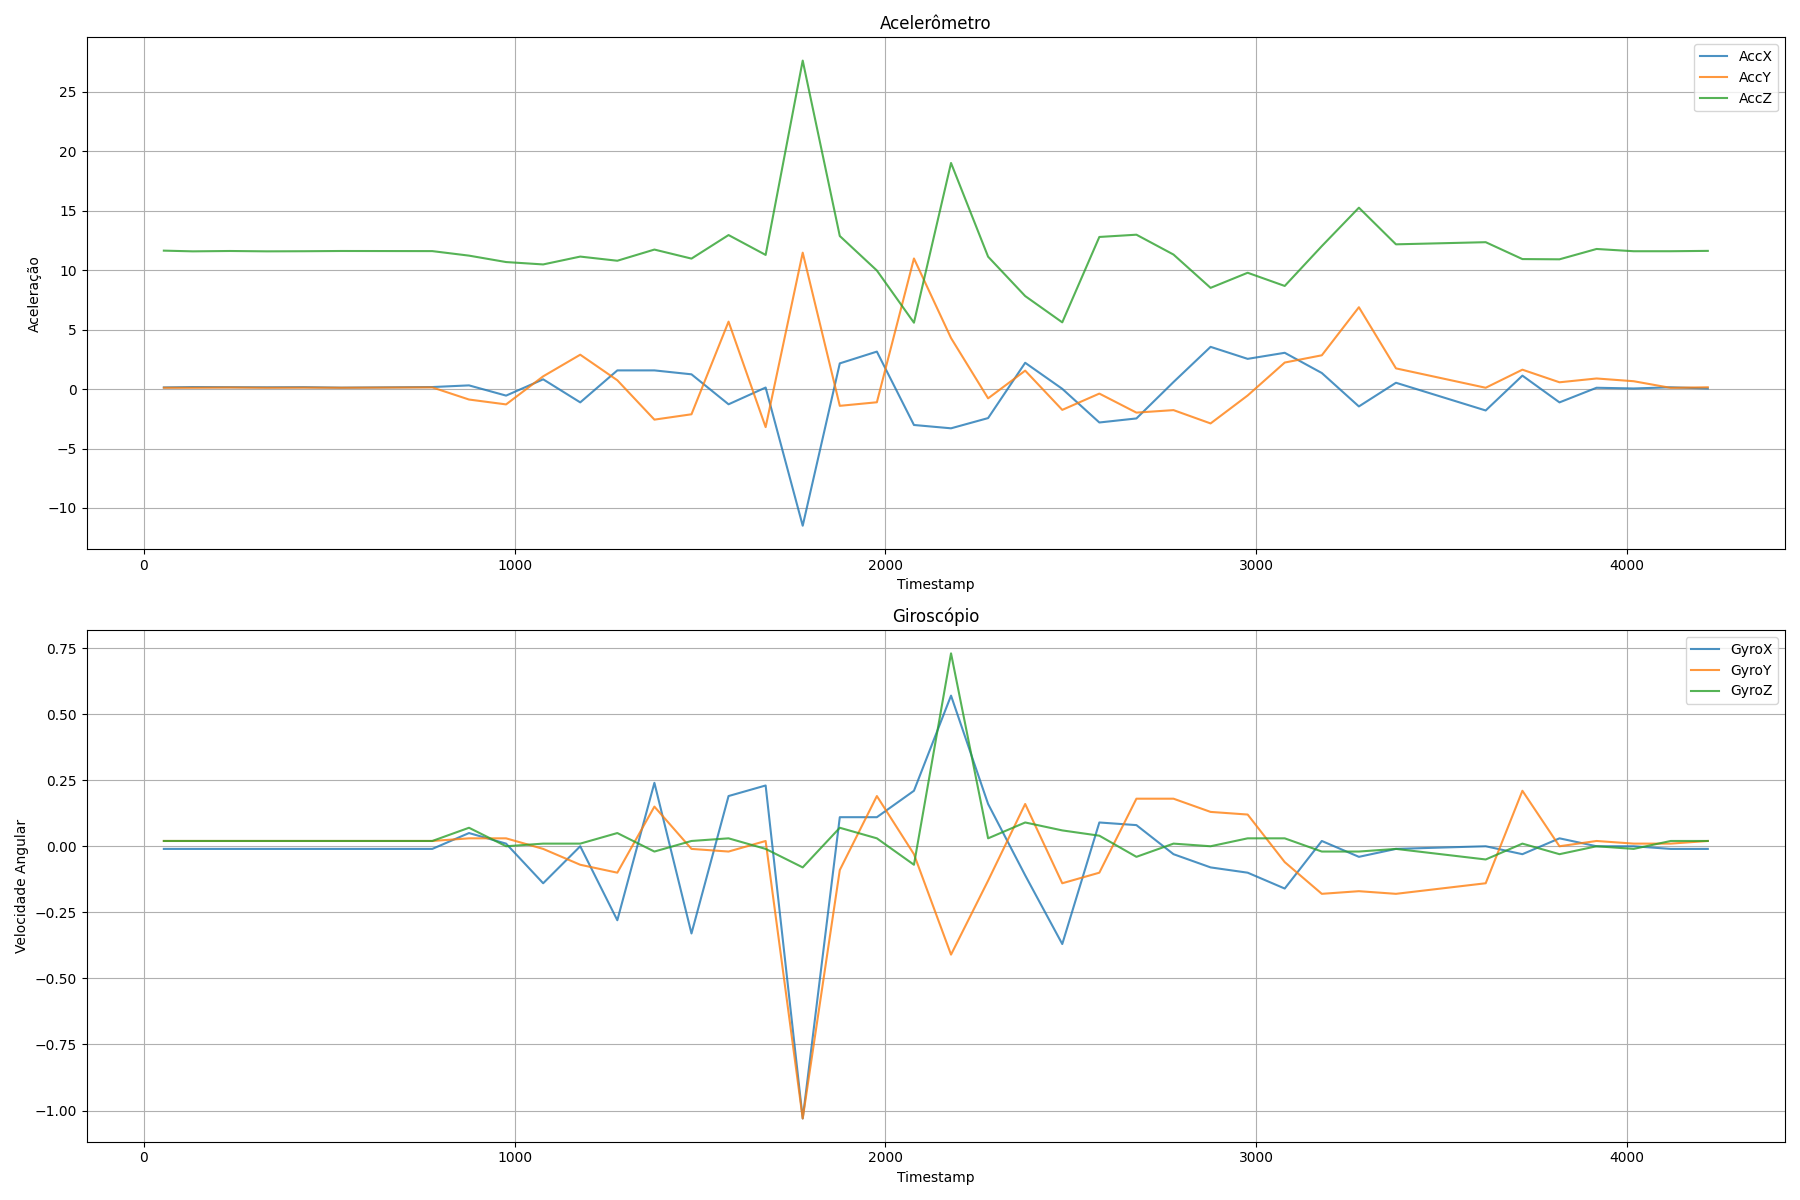 Acelerômetro
AccX
AccY
AccZ
25
20
15
10
5
0
−5
−10
Aceleração
0 1000 2000 3000 4000
Timestamp
Giroscópio
GyroX
GyroY
GyroZ
0.75
0.50
0.25
0.00
−0.25
−0.50
−0.75
−1.00
Velocidade Angular
0 1000 2000 3000 4000
Timestamp